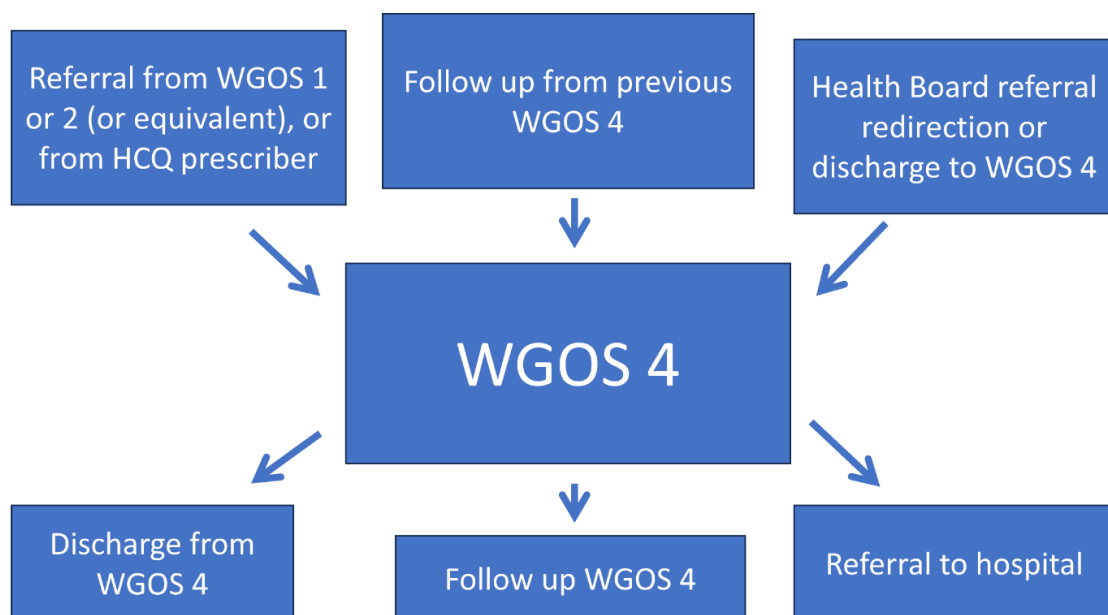 Referral from WGOS 1
or 2 (or equivalent), or
from HCQ prescriber
Follow up from previous
WGOS 4
Health Board referral
redirection or
discharge to WGOS 4
WGOS 4
Discharge from
WGOS 4
Follow up WGOS 4
Referral to hospital